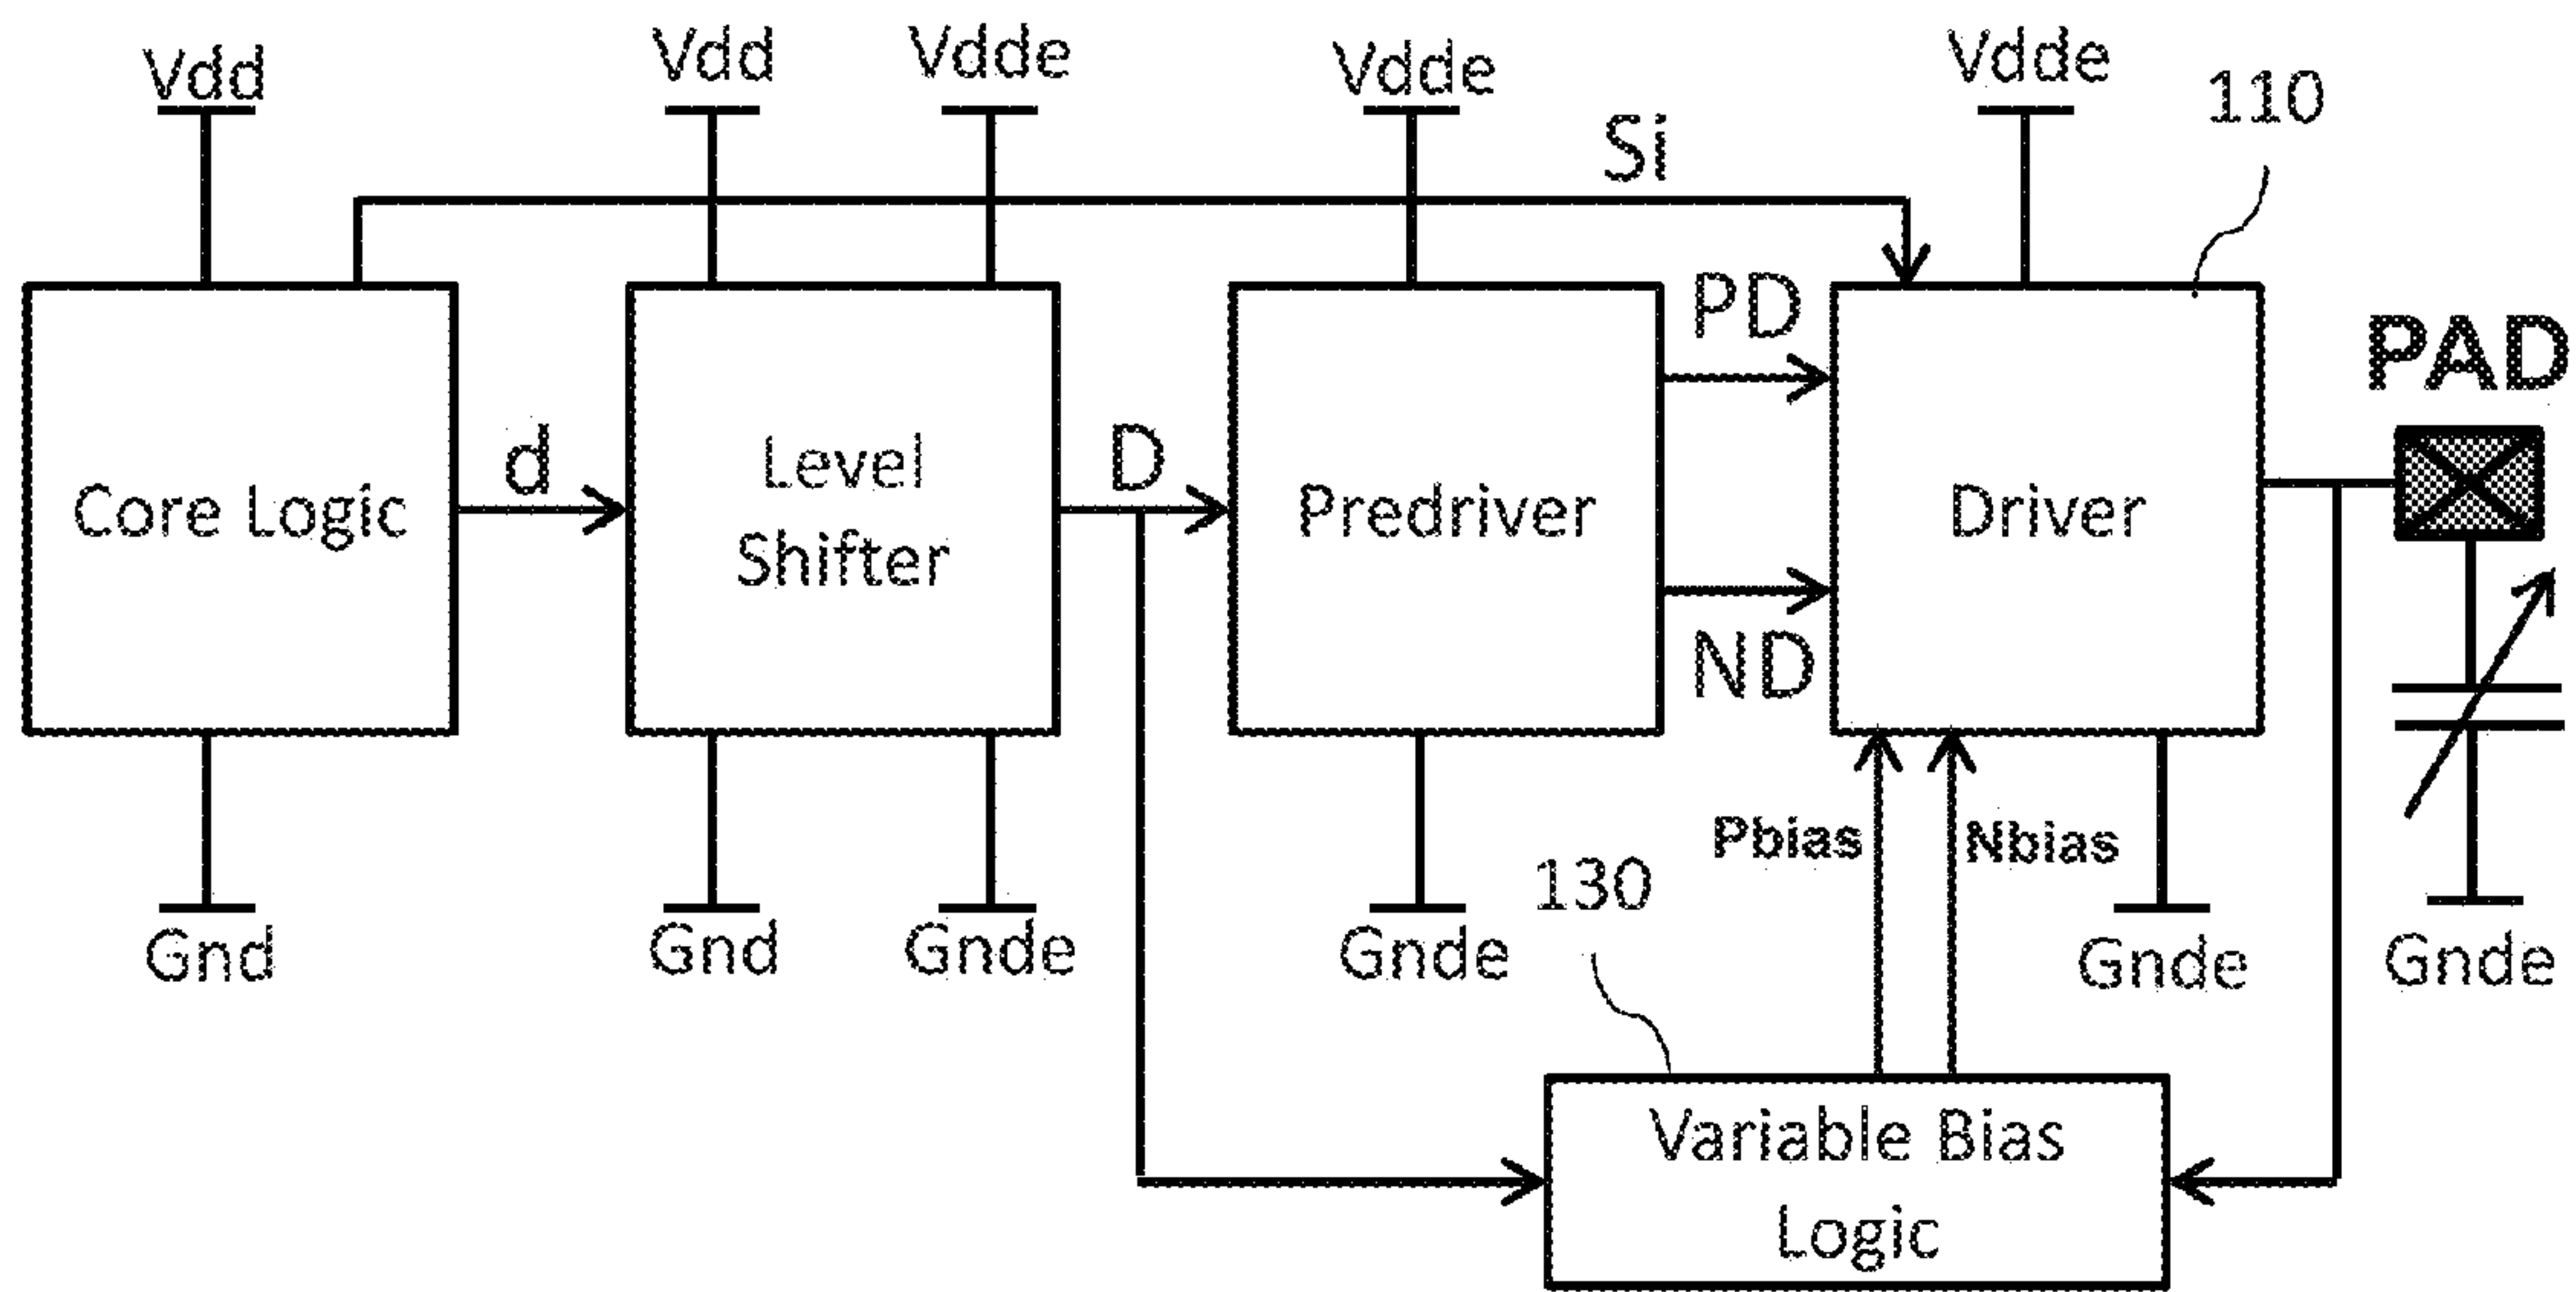 Vdd
Vdd
Vdde
Vdde
Vdde
110
Si
PD
PAD
Core Logic
d
Level
Shifter
D
Predriver
Driver
ND
Pbias
Nbias
130
Gnd
Gnd
Gnde
Gnde
Gnde
Gnde
Variable Bias
Logic